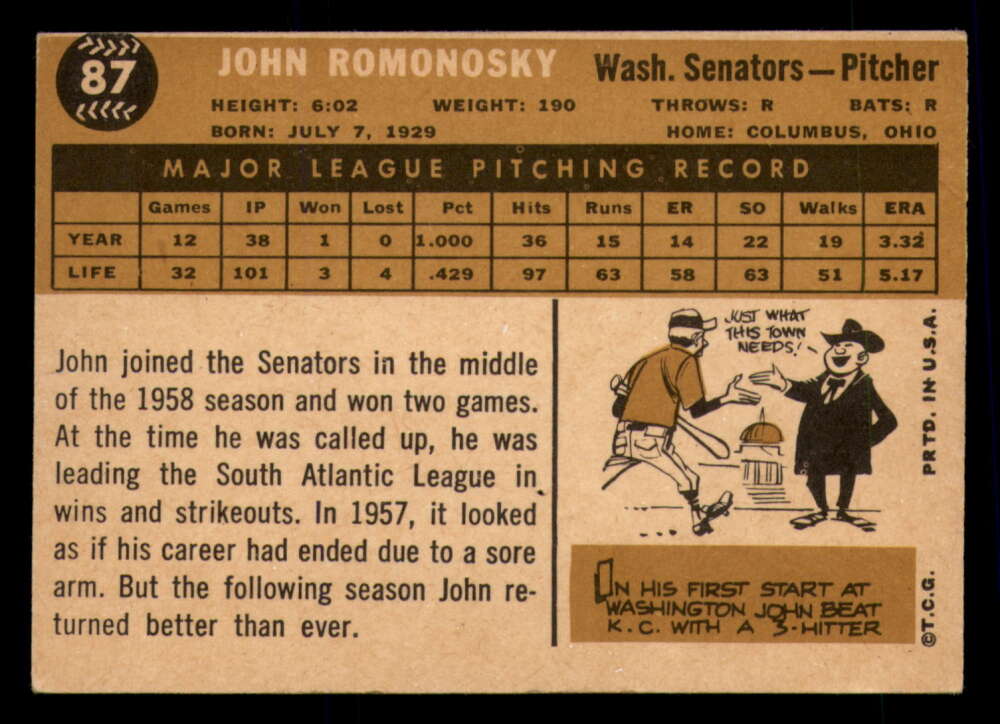 87
JOHN ROMONOSKY Wash. Senators—Pitcher
HEIGHT: 6:02 WEIGHT: 190 THROWS: R BATS: R
BORN: JULY 7, 1929 HOME: COLUMBUS, OHIO
MAJOR LEAGUE PITCHING RECORD
Games IP Won Lost Pct Hits Runs ER SO Walks ERA
YEAR 12 38 1 0 1.000 36 15 14 22 19 3.32
LIFE 32 101 3 4 .429 97 63 58 63 51 5.17
John joined the Senators in the middle
of the 1958 season and won two games.
At the time he was called up, he was
leading the South Atlantic League in
wins and strikeouts. In 1957, it looked
as if his career had ended due to a sore
arm. But the following season John re-
turned better than ever.
JUST WHAT
THIS TOWN
NEEDS!
IN HIS FIRST START AT
WASHINGTON JOHN BEAT
K.C. WITH A 3-HITTER
PRTD. IN U.S.A.
©T.C.G.